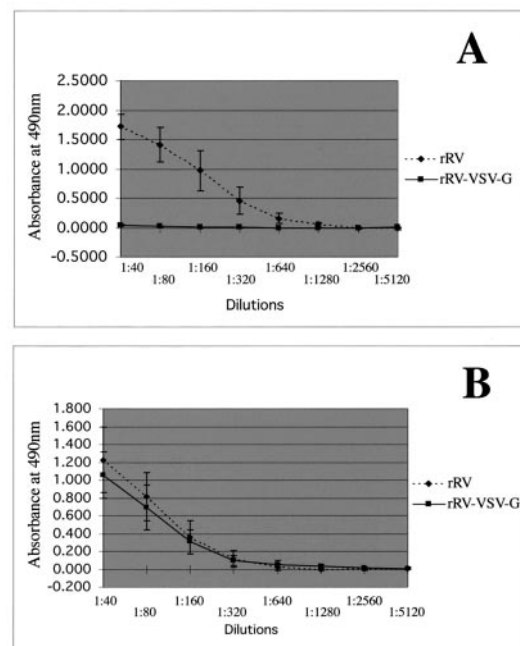 A
2.5000
2.0000
1.5000
1.0000
0.5000
0.0000
-0.5000
Absorbance at 490nm
1:40 1:160 1:640 1:2560
1:80 1:320 1:1280 1:5120
Dilutions
rRV
rRV-VSV-G
B
1.800
1.600
1.400
1.200
1.000
0.800
0.600
0.400
0.200
0.000
-0.200
Absorbance at 490nm
1:40 1:160 1:640 1:2560
1:80 1:320 1:1280 1:5120
Dilutions
rRV
rRV-VSV-G